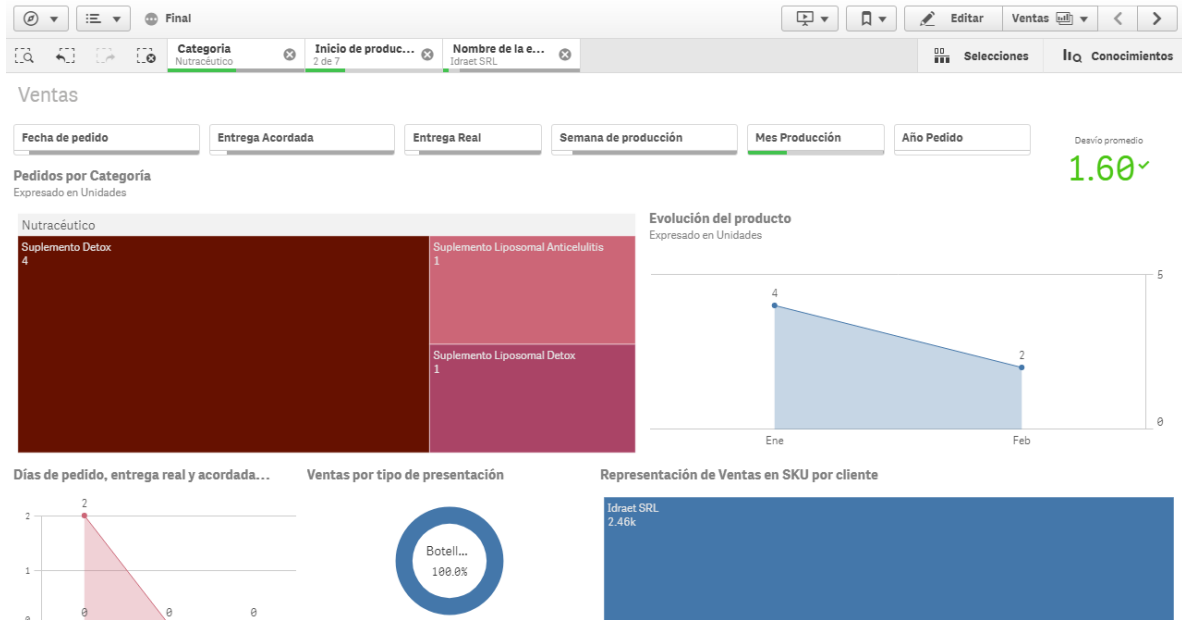 Final
Editar
Ventas
Categoría
Nutracéutico
Inicio de produc...
2 de 7
Nombre de la e...
Idraet SRL
Selecciones
Conocimientos
Ventas
Fecha de pedido
Entrega Acordada
Entrega Real
Semana de producción
Mes Producción
Año Pedido
Desvío promedio
1.60
Pedidos por Categoría
Expresado en Unidades
Nutracéutico
Suplemento Detox
4
Suplemento Liposomal Anticelulitís
1
Suplemento Liposomal Detox
1
Evolución del producto
Expresado en Unidades
5
4
2
0
Ene
Feb
Días de pedido, entrega real y acordada...
2
2
1
0
0
0
0
Ventas por tipo de presentación
Botell...
100.0%
Representación de Ventas en SKU por cliente
Idraet SRL
2.46k